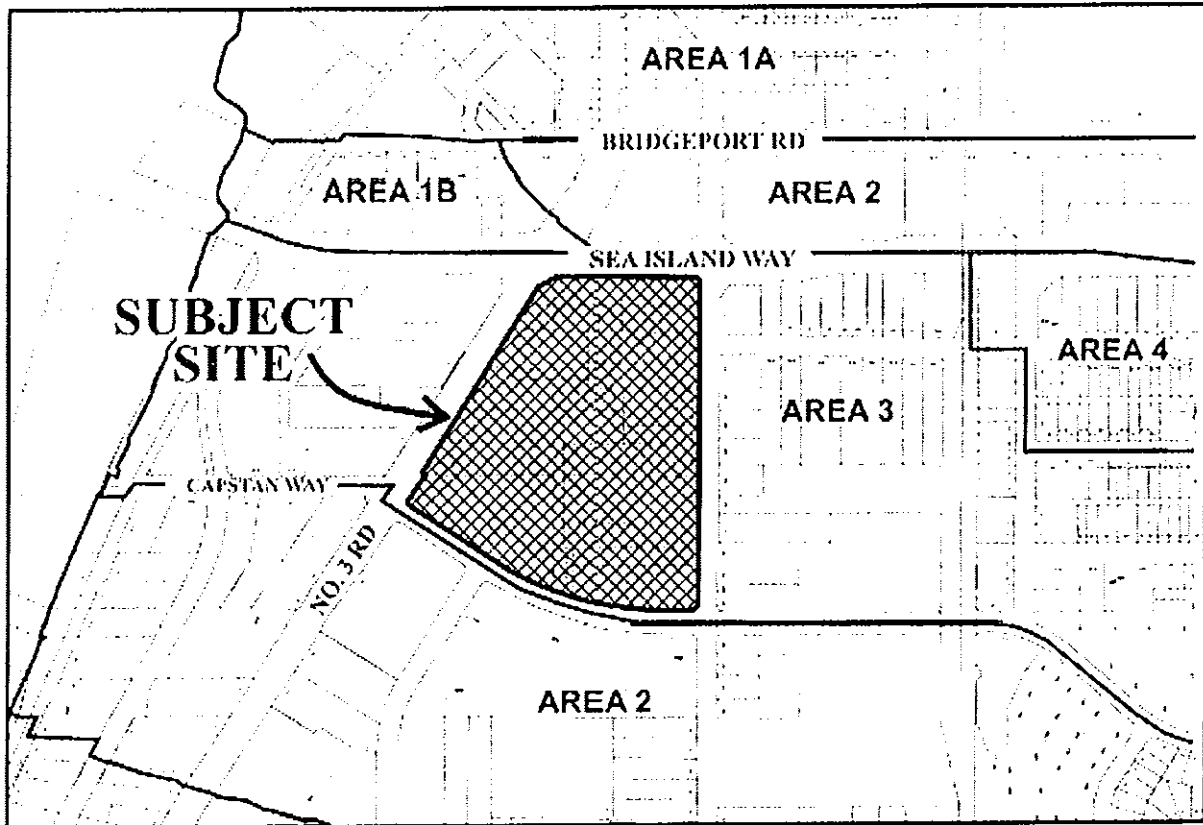 AREA 1A
BRIDGEPORT RD
AREA 1B
AREA 2
SEA ISLAND WAY
SUBJECT
SITE
AREA 4
AREA 3
CAPSTAN WAY
NO. 3 RD
AREA 2